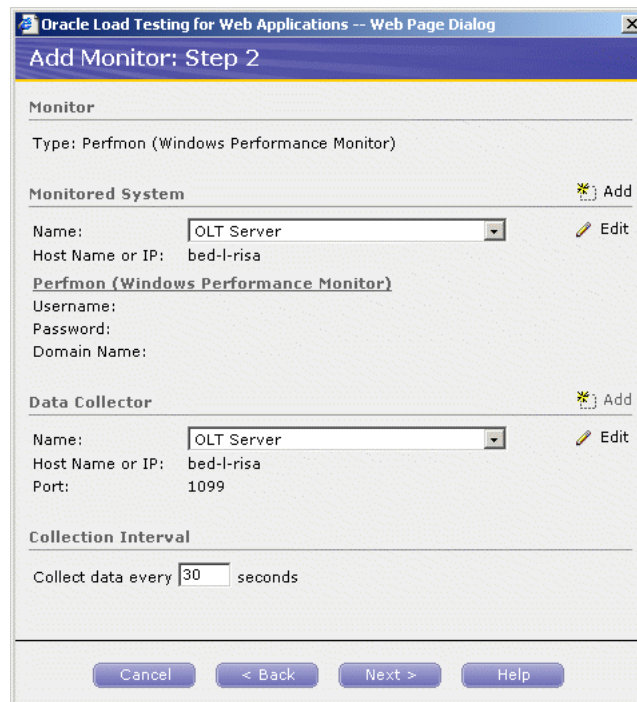 Oracle Load Testing for Web Applications -- Web Page Dialog
Add Monitor: Step 2
Monitor
Type: Perfmon (Windows Performance Monitor)
Monitored System Add
Name: OLT Server Edit
Host Name or IP: bed-l-risa
Perfmon (Windows Performance Monitor)
Username:
Password:
Domain Name:
Data Collector Add
Name: OLT Server Edit
Host Name or IP: bed-l-risa
Port: 1099
Collection Interval
Collect data every 30 seconds
Cancel < Back Next > Help